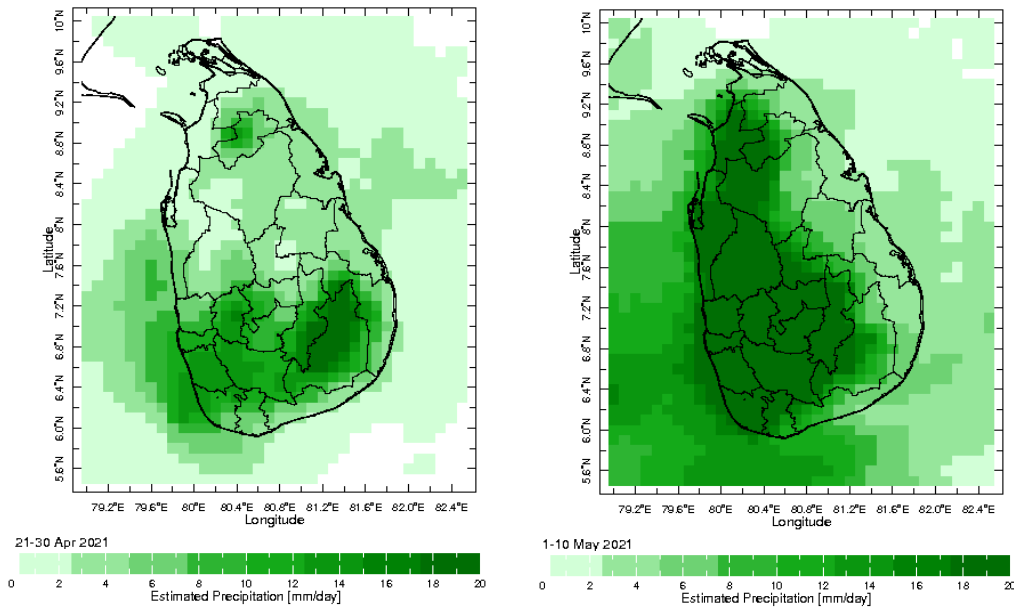 10°N
9.6°N
9.2°N
8.8°N
8.4°N
8°N
7.6°N
7.2°N
6.8°N
6.4°N
6.0°N
5.6°N
Latitude
79.2°E 79.6°E 80°E 80.4°E 80.8°E 81.2°E 81.6°E 82.0°E 82.4°E
Longitude
21-30 Apr 2021
0 2 4 6 8 10 12 14 16 18 20
Estimated Precipitation [mm/day]
10°N
9.6°N
9.2°N
8.8°N
8.4°N
8°N
7.6°N
7.2°N
6.8°N
6.4°N
6.0°N
5.6°N
Latitude
79.2°E 79.6°E 80°E 80.4°E 80.8°E 81.2°E 81.6°E 82.0°E 82.4°E
Longitude
1-10 May 2021
0 2 4 6 8 10 12 14 16 18 20
Estimated Precipitation [mm/day]